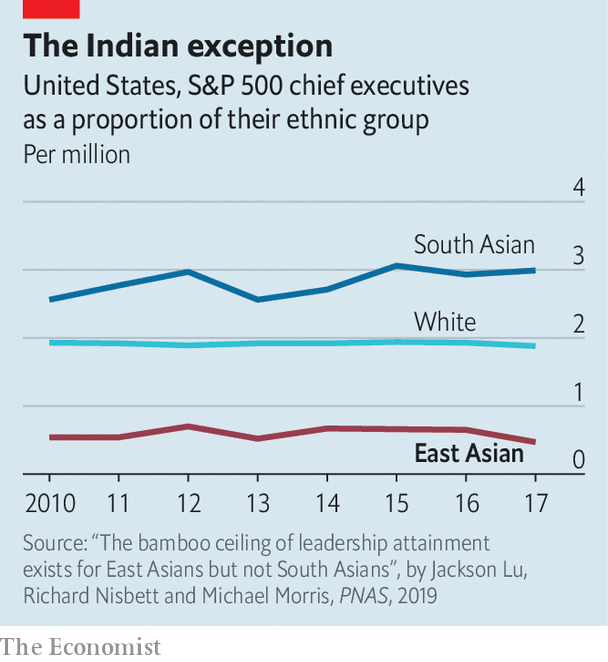 The Indian exception
United States, S&P 500 chief executives
as a proportion of their ethnic group
Per million
4
South Asian
3
White
2
1
East Asian
0
2010 11 12 13 14 15 16 17
Source: “The bamboo ceiling of leadership attainment
exists for East Asians but not South Asians”, by Jackson Lu,
Richard Nisbett and Michael Morris, PNAS, 2019
The Economist